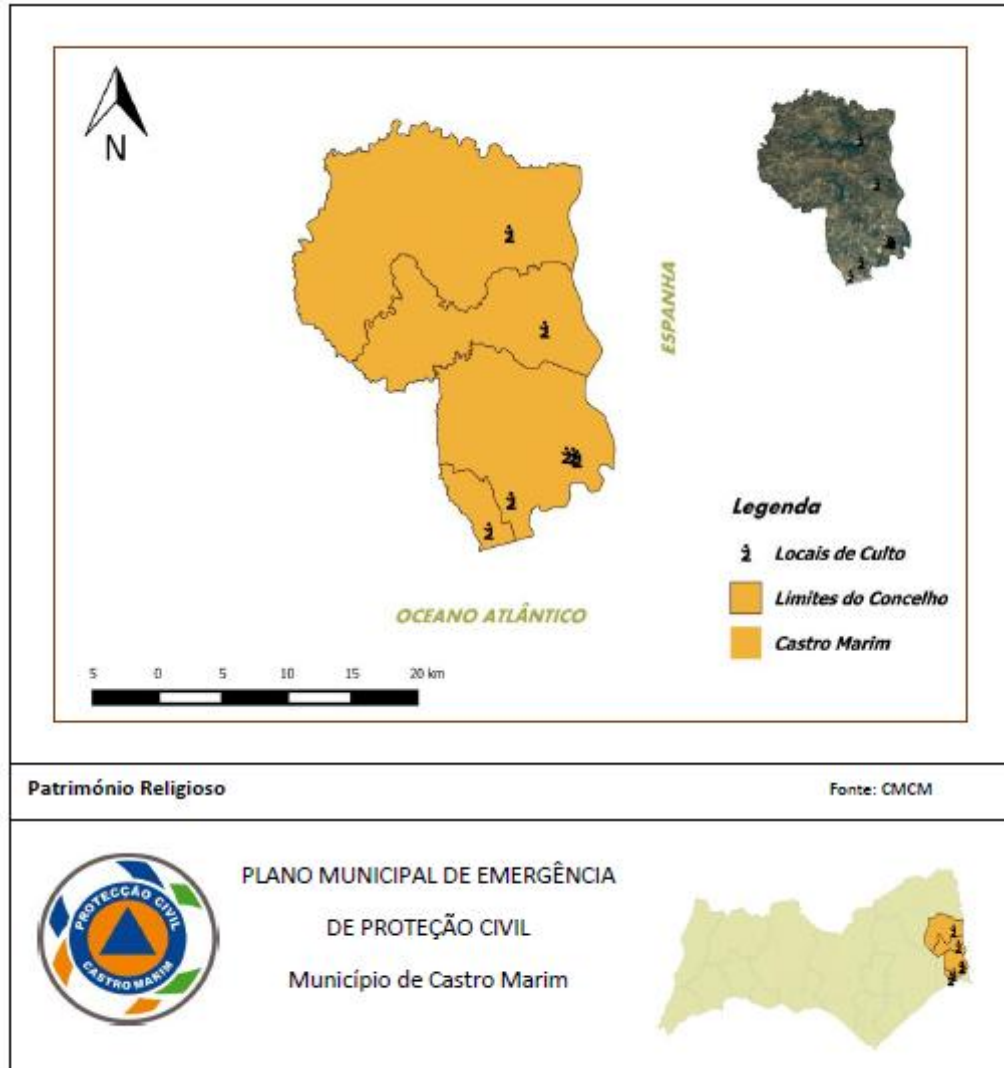 N
ESPANHA
OCEANO ATLÂNTICO
Legenda
Locais de Culto
Limites do Concelho
Castro Marim
5 0 5 10 15 20 km
Património Religioso
Fonte: CMCM
PROTECÇÃO CIVIL
CASTRO MARIM
PLANO MUNICIPAL DE EMERGÊNCIA
DE PROTEÇÃO CIVIL
Município de Castro Marim